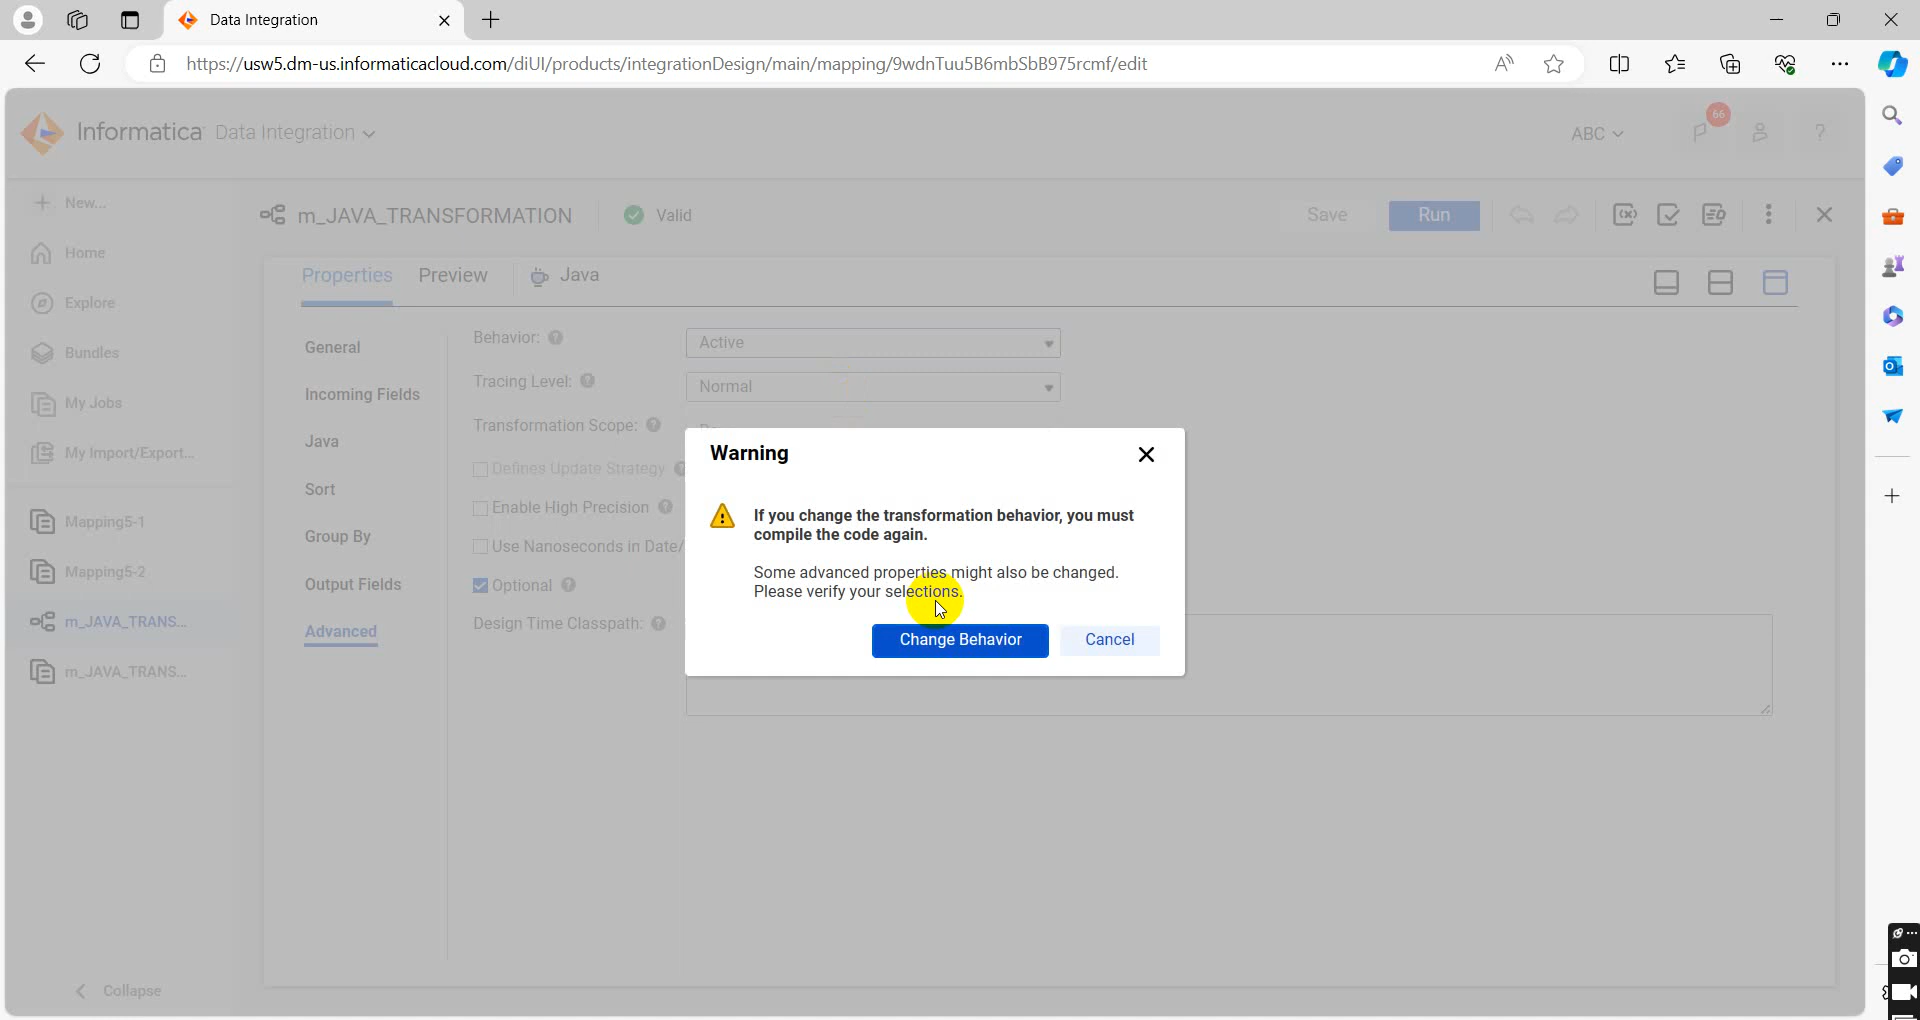 Data Integration
https://usw5.dm-us.informaticacloud.com/diUI/products/integrationDesign/main/mapping/9wdnTuu5B6mbSbB975rcmf/edit
Informatica Data Integration
ABC
66
?
New...
m_JAVA_TRANSFORMATION
Valid
Save
Run
Home
Properties
Preview
Java
Explore
General
Behavior:
Active
Bundles
Incoming Fields
Tracing Level:
Normal
My Jobs
Java
Transformation Scope:
My Import/Export...
Warning
Sort
Defines Update Strategy
Enable High Precision
If you change the transformation behavior, you must
compile the code again.
Mapping5-1
Group By
Use Nanoseconds in Date/
Mapping5-2
Output Fields
Optional
Some advanced properties might also be changed.
Please verify your selections.
m_JAVA_TRANS...
Advanced
Design Time Classpath:
Change Behavior
Cancel
m_JAVA_TRANS...
Collapse